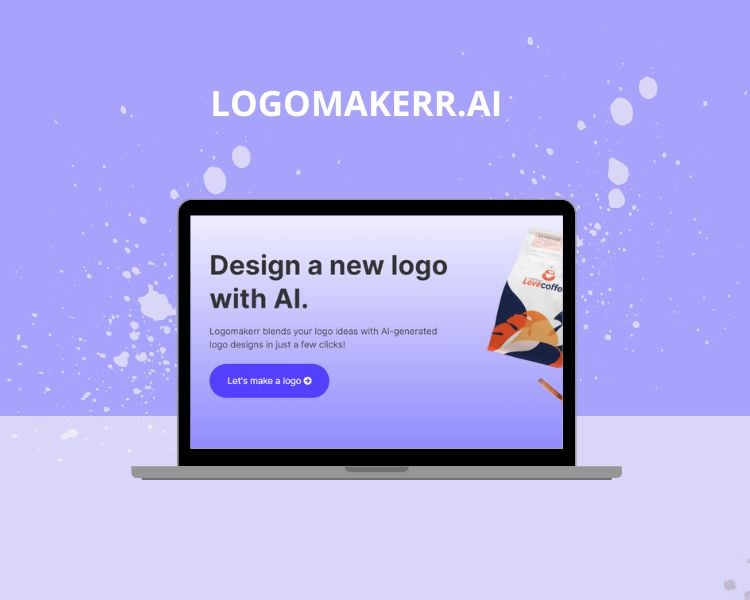 LOGOMAKERR.AI
Design a new logo
with AI.
Logomakerr blends your logo ideas with AI-generated
logo designs in just a few clicks!
Let's make a logo
Lovecoffe